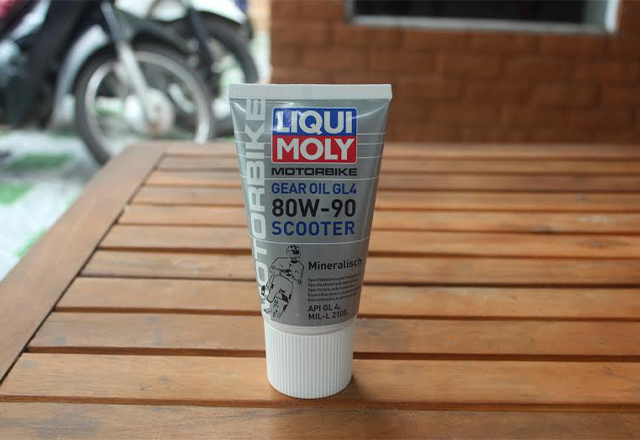 MOTORBIKE
LIQUI
MOLY
MOTORBIKE
GEAR OIL GL4
80W-90
SCOOTER
Mineralisch
API GL 4;
MIL-L 2105